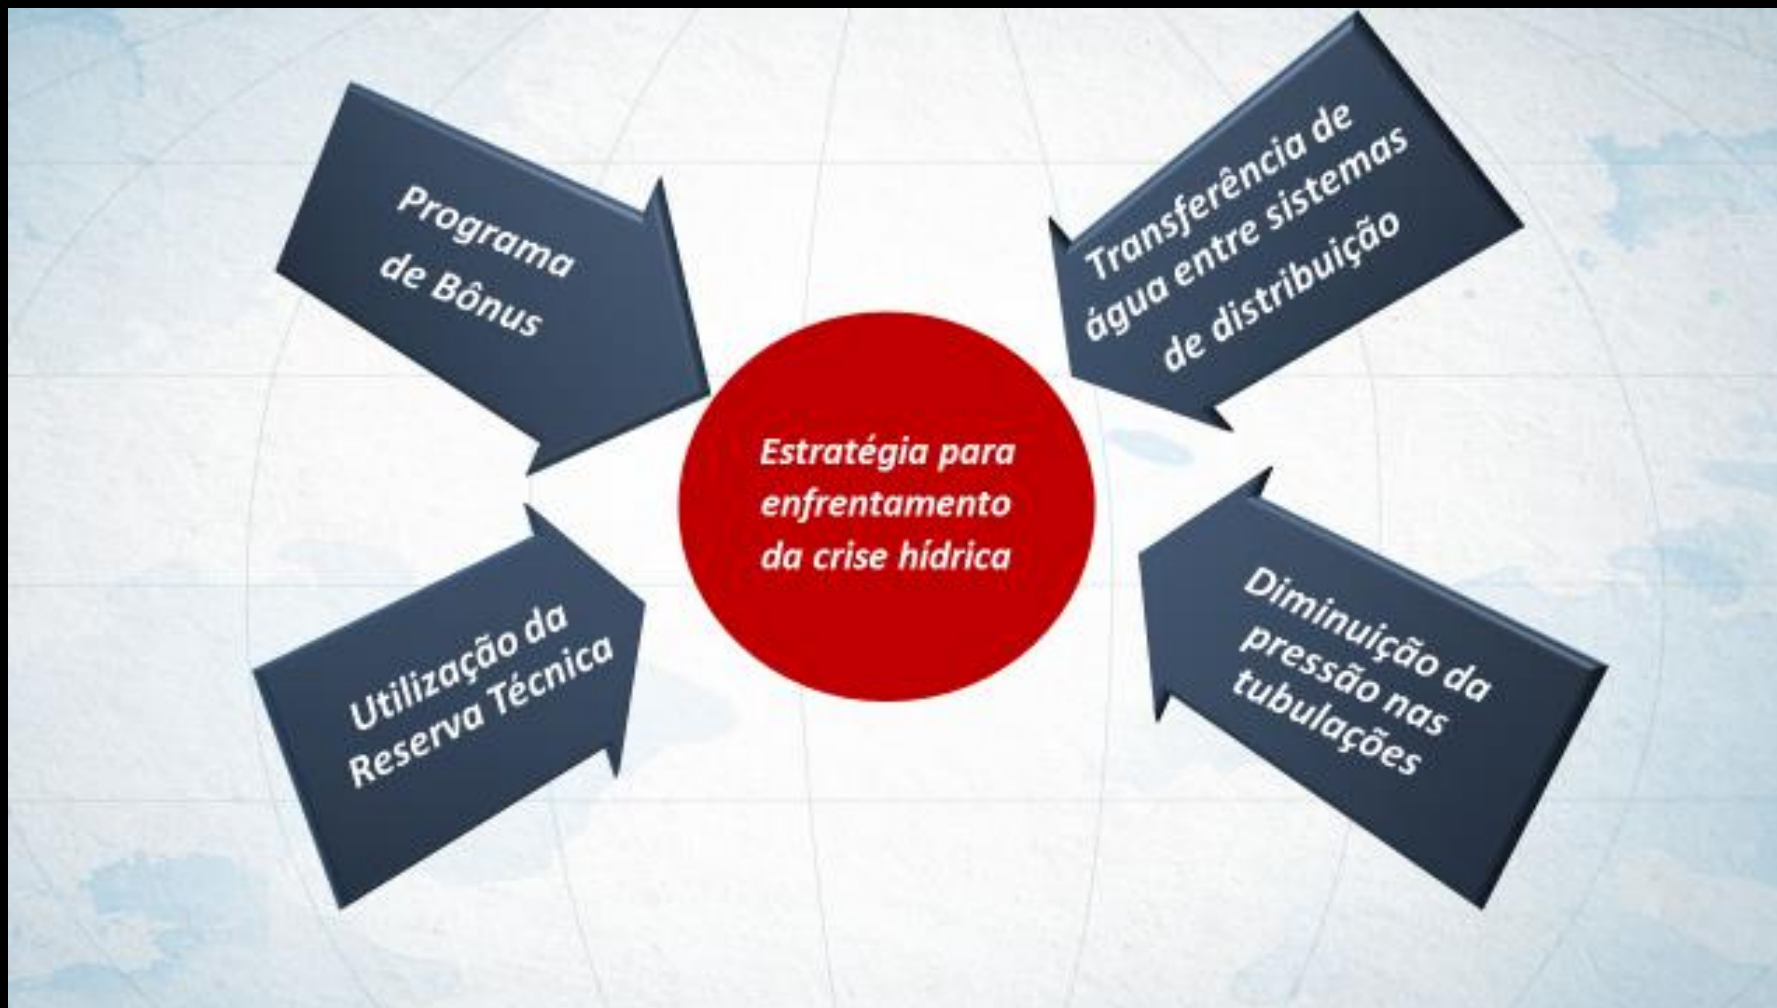 Programa
de Bônus
Transferência de
água entre sistemas
de distribuição
Estratégia para
enfrentamento
da crise hídrica
Utilização da
Reserva Técnica
Diminuição da
pressão nas
tubulações